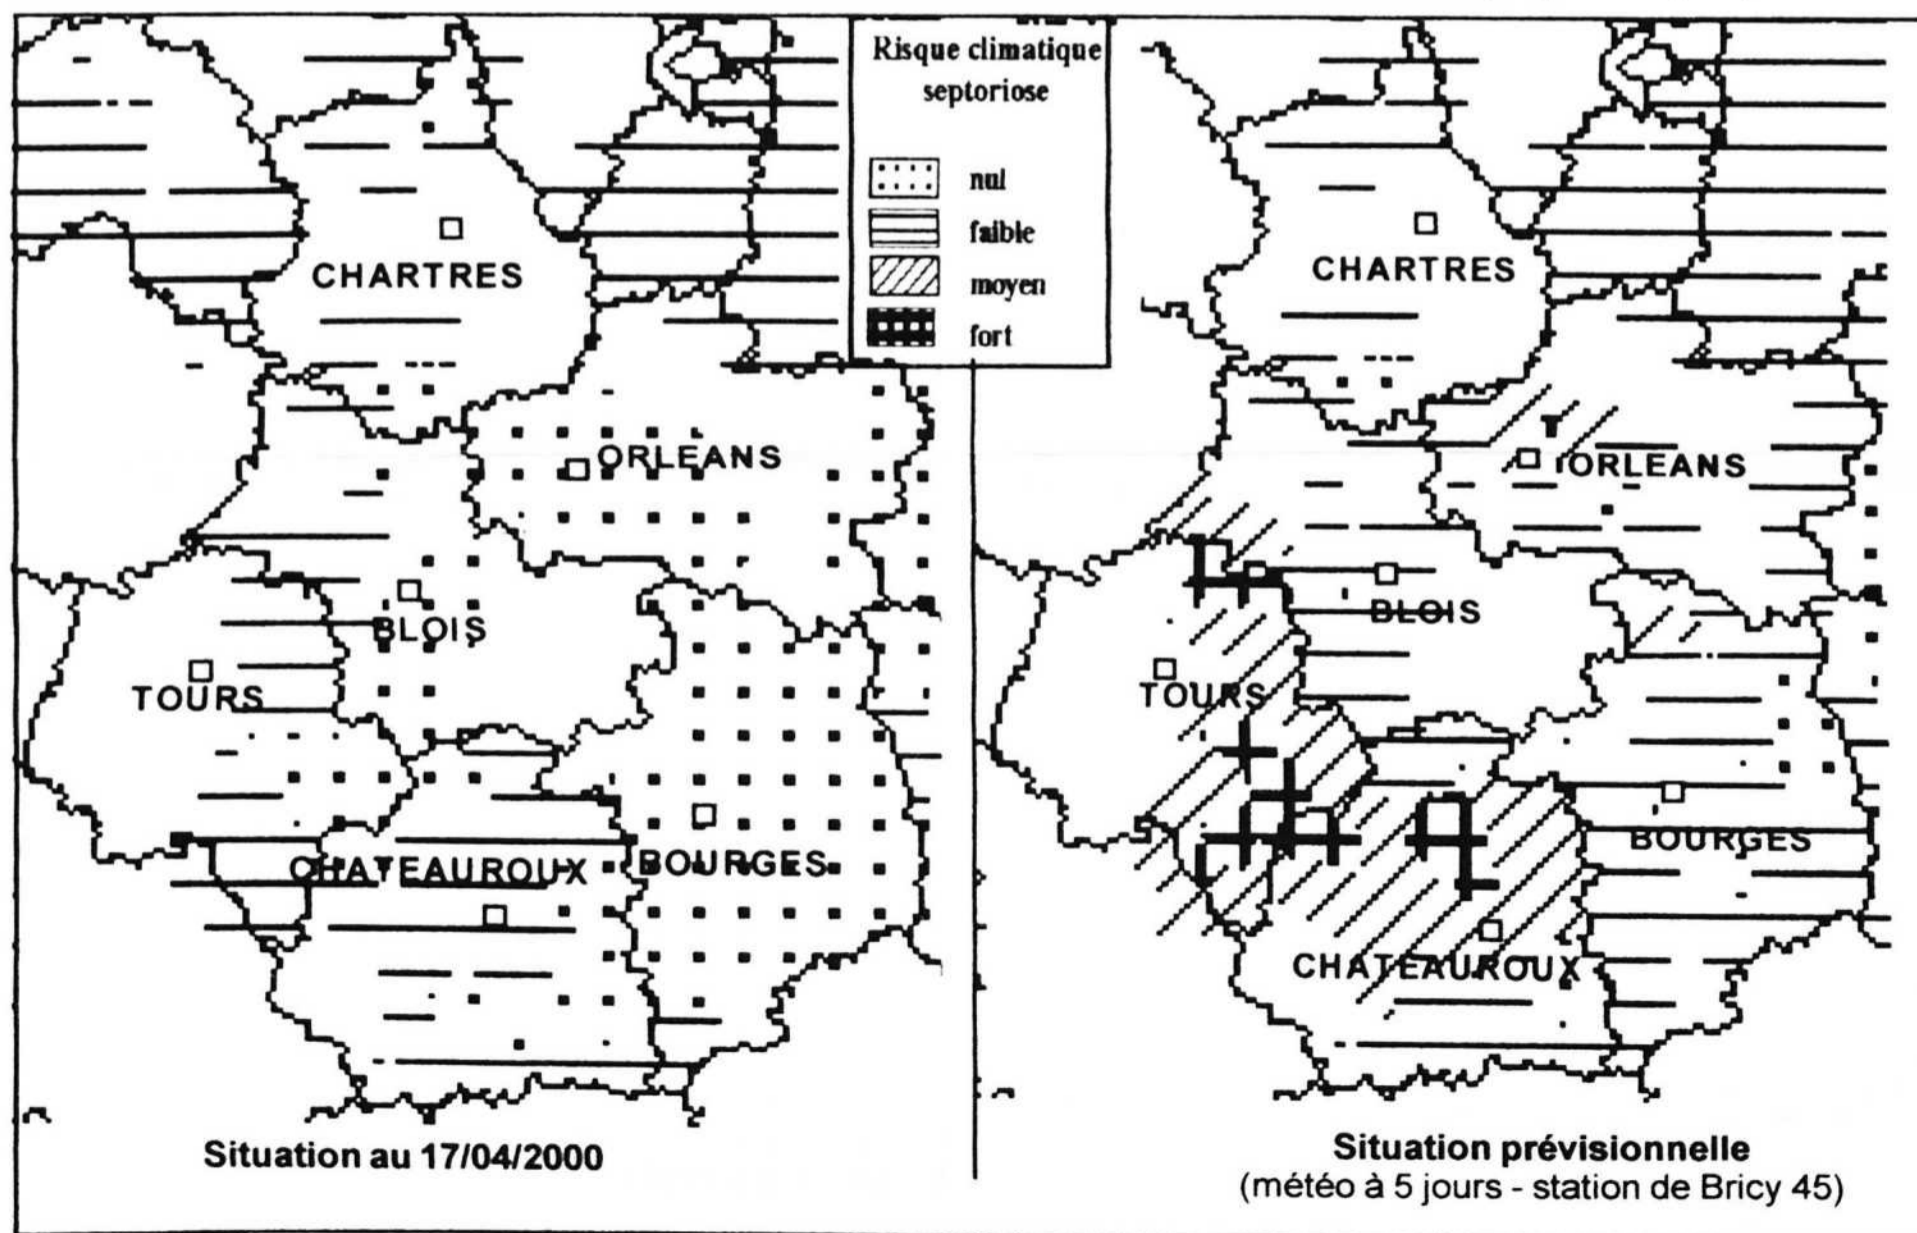 Risque climatique
septoriose
nul
faible
moyen
fort
CHARTRES
ORLEANS
BLOIS
TOURS
CHATEAUROUX
BOURGES
Situation au 17/04/2000
CHARTRES
ORLEANS
BLOIS
TOURS
BOURGES
CHATEAUROUX
Situation prévisionnelle
(météo à 5 jours - station de Bricy 45)